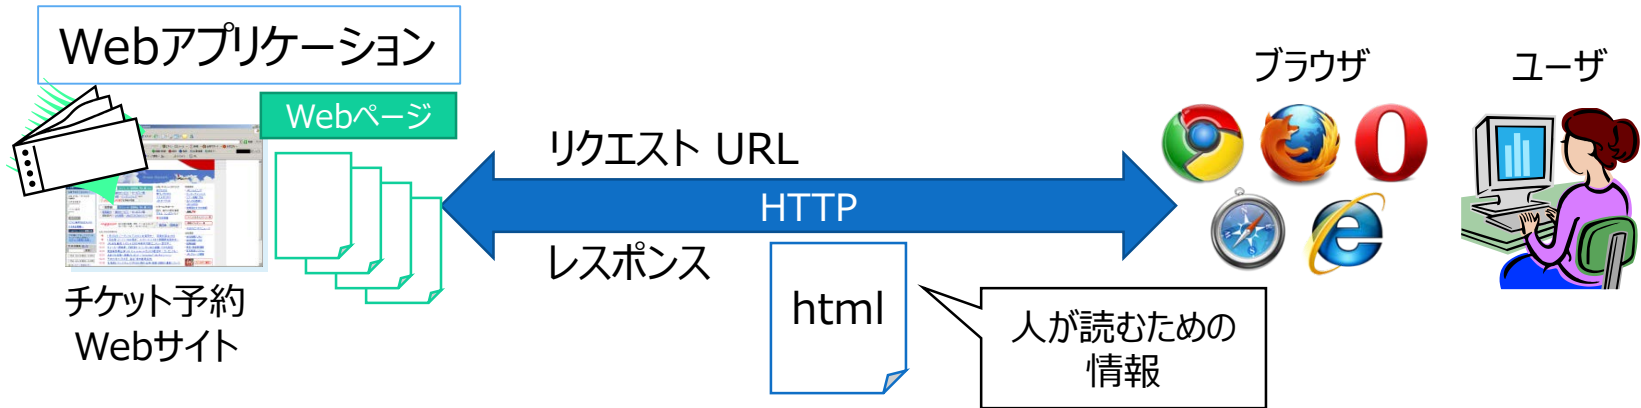 Webアプリケーション
Webページ
チケット予約
Webサイト
リクエスト URL
HTTP
レスポンス
html
人が読むための
情報
ブラウザ
ユーザ